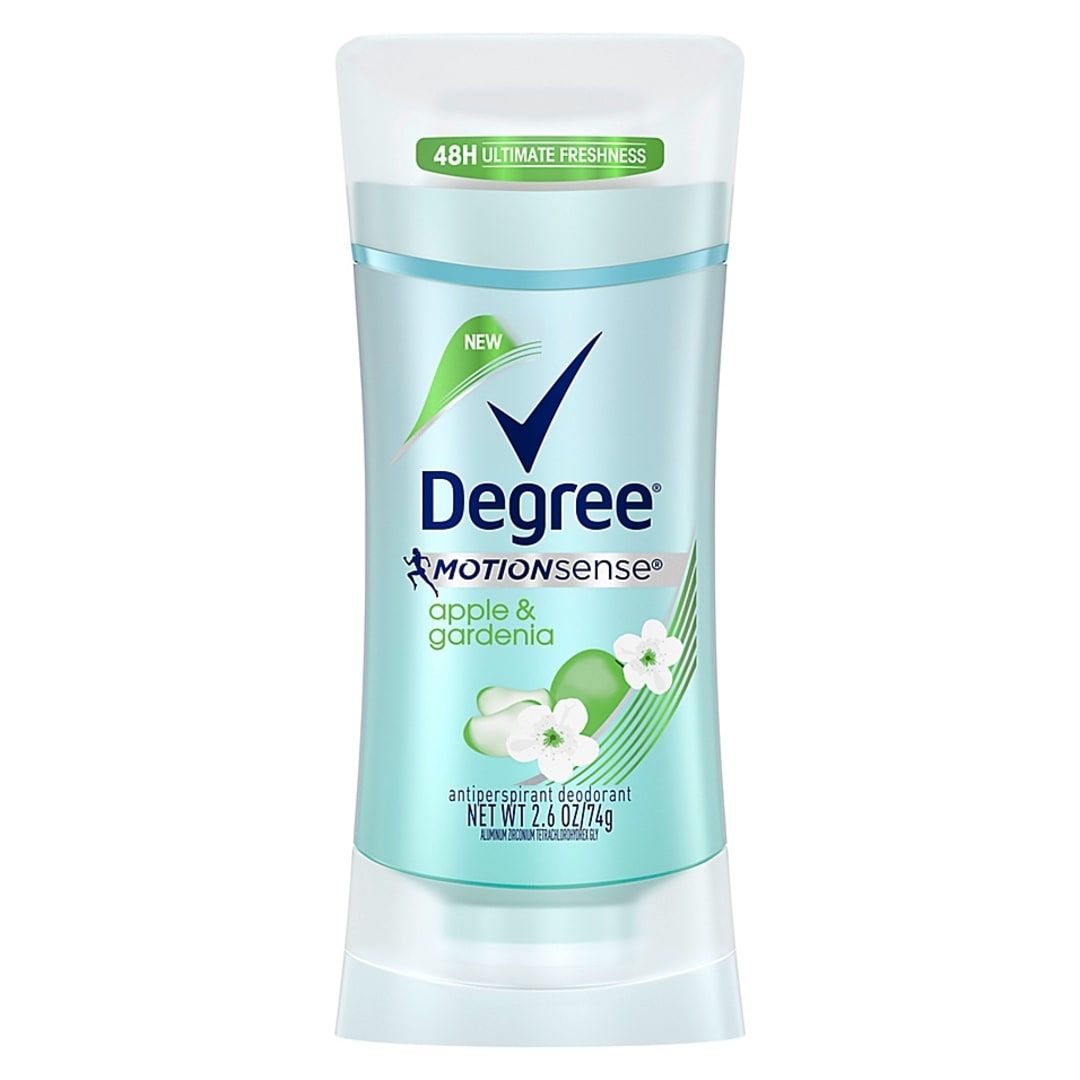 48H ULTIMATE FRESHNESS
NEW
Degree®
MOTIONsense®
apple &
gardenia
antiperspirant deodorant
NET WT 2.6 OZ/74g
ALUMINUM ZIRCONIUM TETRACHLOROHYDREX GLY